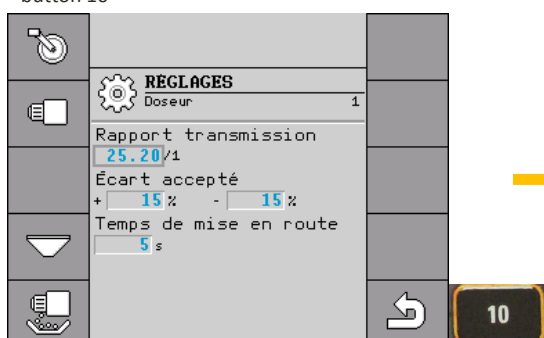 button 10
RÉGLAGES
Doseur 1
Rapport transmission
25.20/1
Écart accepté
+ 15 % - 15 %
Temps de mise en route
5 s
10